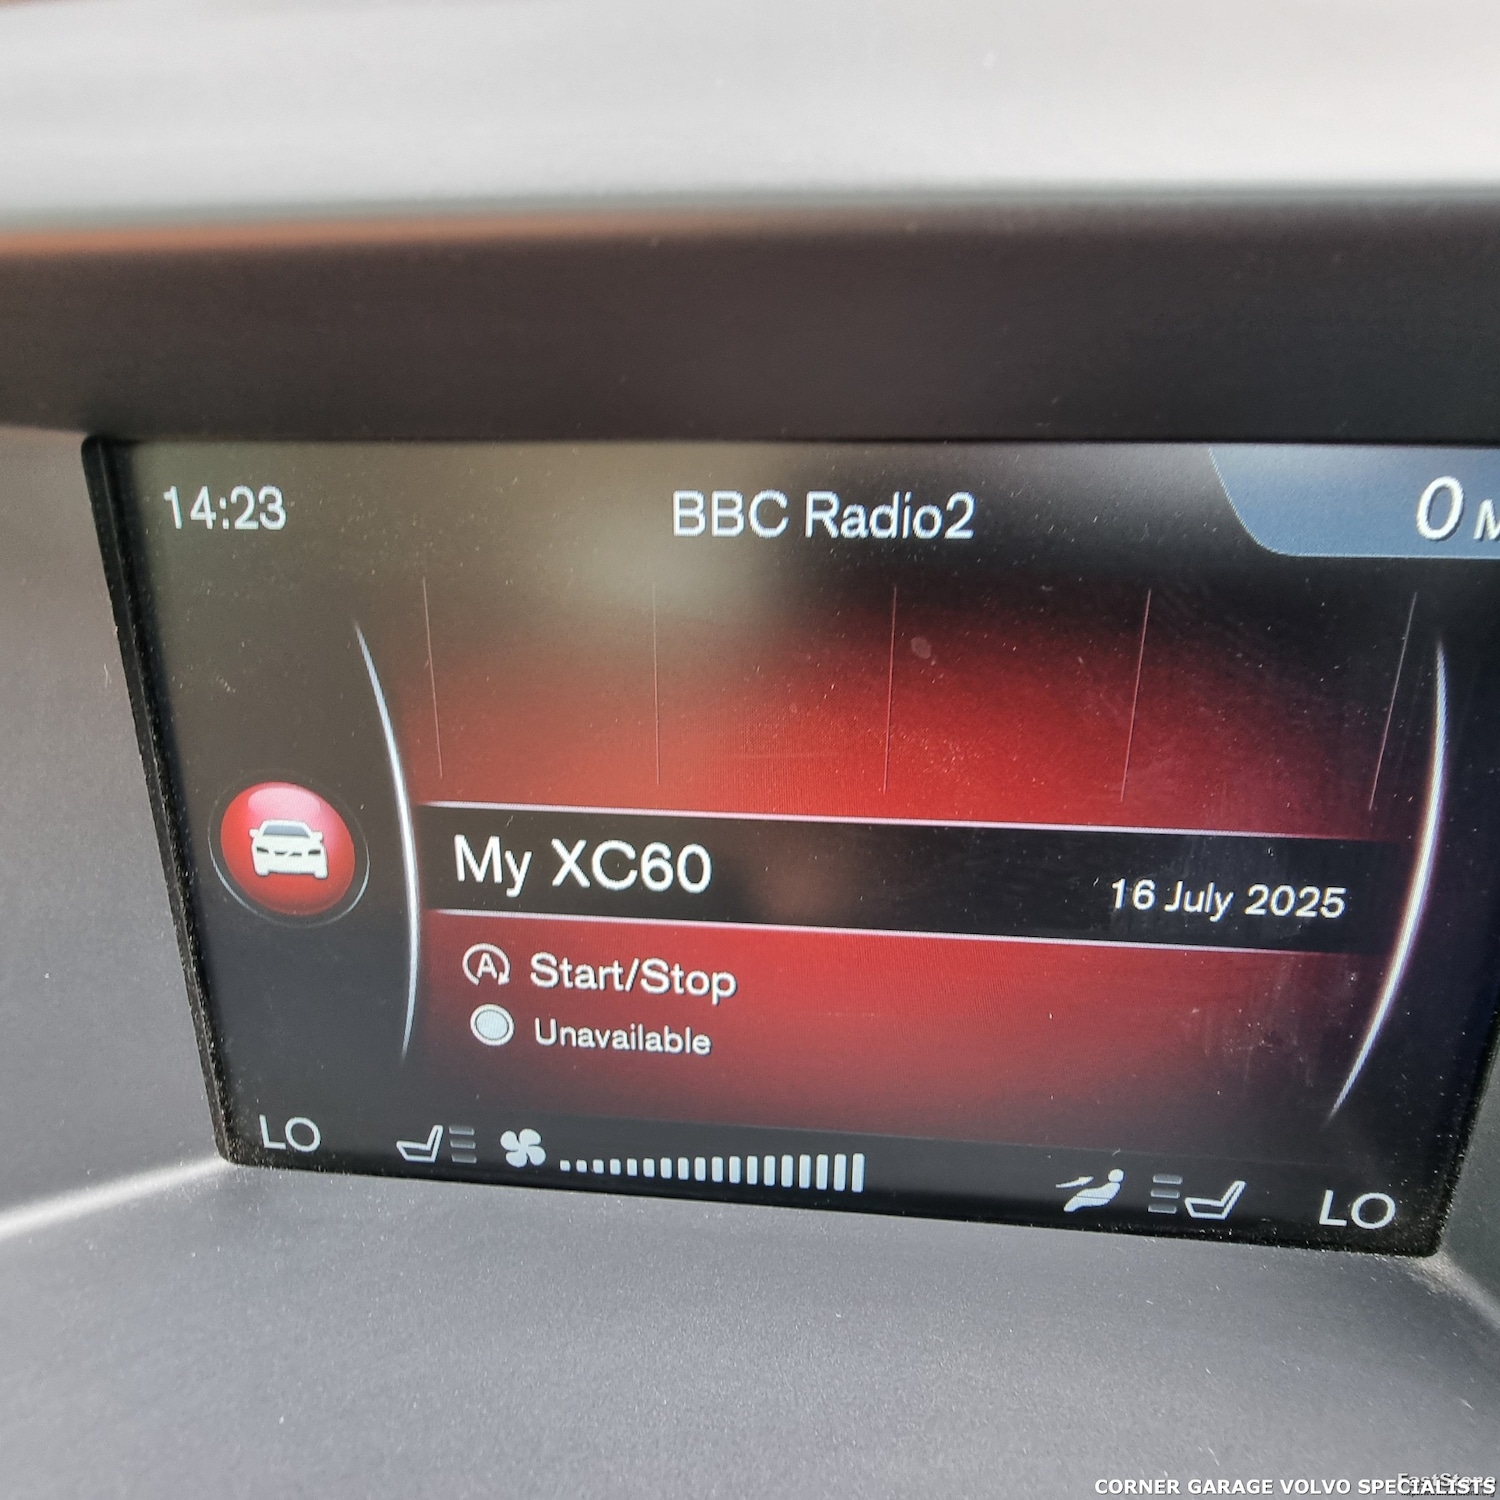 14:23
BBC Radio2
0
My XC60
16 July 2025
A Start/Stop
Unavailable
LO
LO
FastStone
CORNER GARAGE VOLVO SPECIALISTS